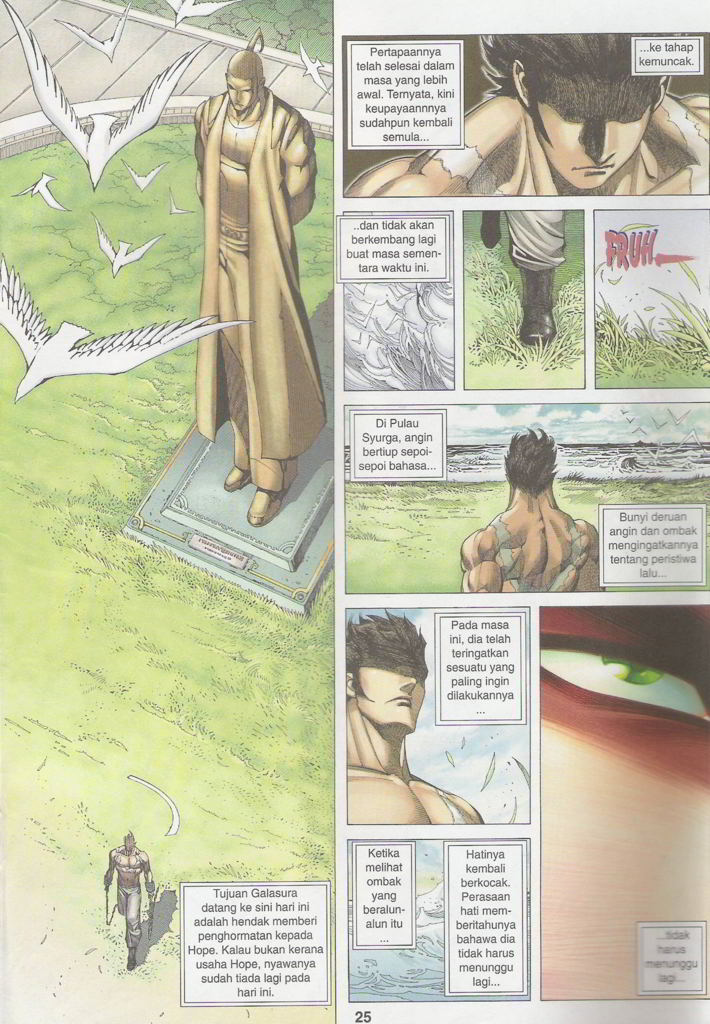 Pertapaannya
telah selesai dalam
masa yang lebih
awal. Ternyata, kini
keupayaannnya
sudahpun kembali
semula...
...ke tahap
kemuncak.
..dan tidak akan
berkembang lagi
buat masa semen-
tara waktu ini.
FRUH
Di Pulau
Syurga, angin
bertiup sepoi-
sepoi bahasa...
Bunyi deruan
angin dan ombak
mengingatkannya
tentang peristiwa
lalu...
Pada masa
ini, dia telah
teringatkan
sesuatu yang
paling ingin
dilakukannya
...
Ketika
melihat
ombak
yang
beralun-
alun itu
...
Hatinya
kembali
berkocak.
Perasaan
hati mem-
beritahunya
bahawa dia
tidak harus
menunggu
lagi...
...tidak
harus
menunggu
lagi...
Tujuan Galasura
datang ke sini hari ini
adalah hendak memberi
penghormatan kepada
Hope. Kalau bukan kerana
usaha Hope, nyawanya
sudah tiada lagi pada
hari ini.
25